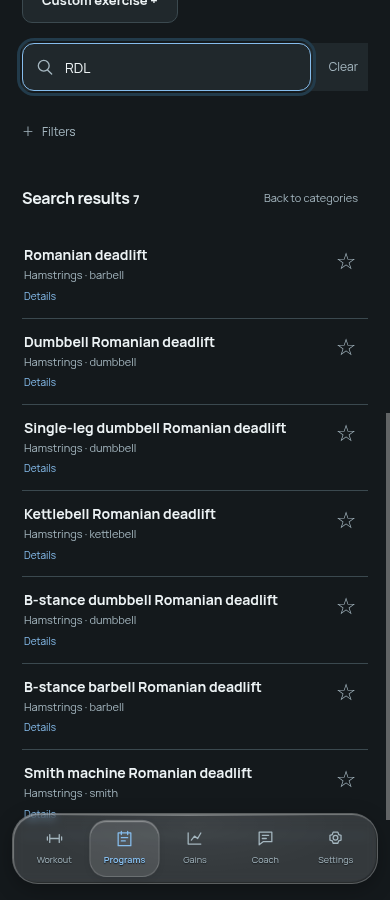 Custom exercise +
RDL
Clear
+ Filters
Search results 7
Back to categories
Romanian deadlift
Hamstrings · barbell
Details
Dumbbell Romanian deadlift
Hamstrings · dumbbell
Details
Single-leg dumbbell Romanian deadlift
Hamstrings · dumbbell
Details
Kettlebell Romanian deadlift
Hamstrings · kettlebell
Details
B-stance dumbbell Romanian deadlift
Hamstrings · dumbbell
Details
B-stance barbell Romanian deadlift
Hamstrings · barbell
Details
Smith machine Romanian deadlift
Hamstrings · smith
Details
Workout
Programs
Gains
Coach
Settings